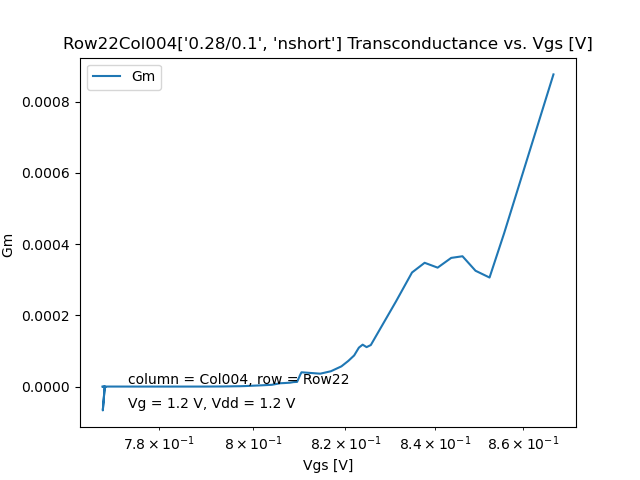 Row22Col004['0.28/0.1', 'nshort'] Transconductance vs. Vgs [V]
Gm
0.0008
0.0006
0.0004
0.0002
0.0000
Gm
column = Col004, row = Row22
Vg = 1.2 V, Vdd = 1.2 V
7.8 × 10⁻¹ 8 × 10⁻¹ 8.2 × 10⁻¹ 8.4 × 10⁻¹ 8.6 × 10⁻¹
Vgs [V]